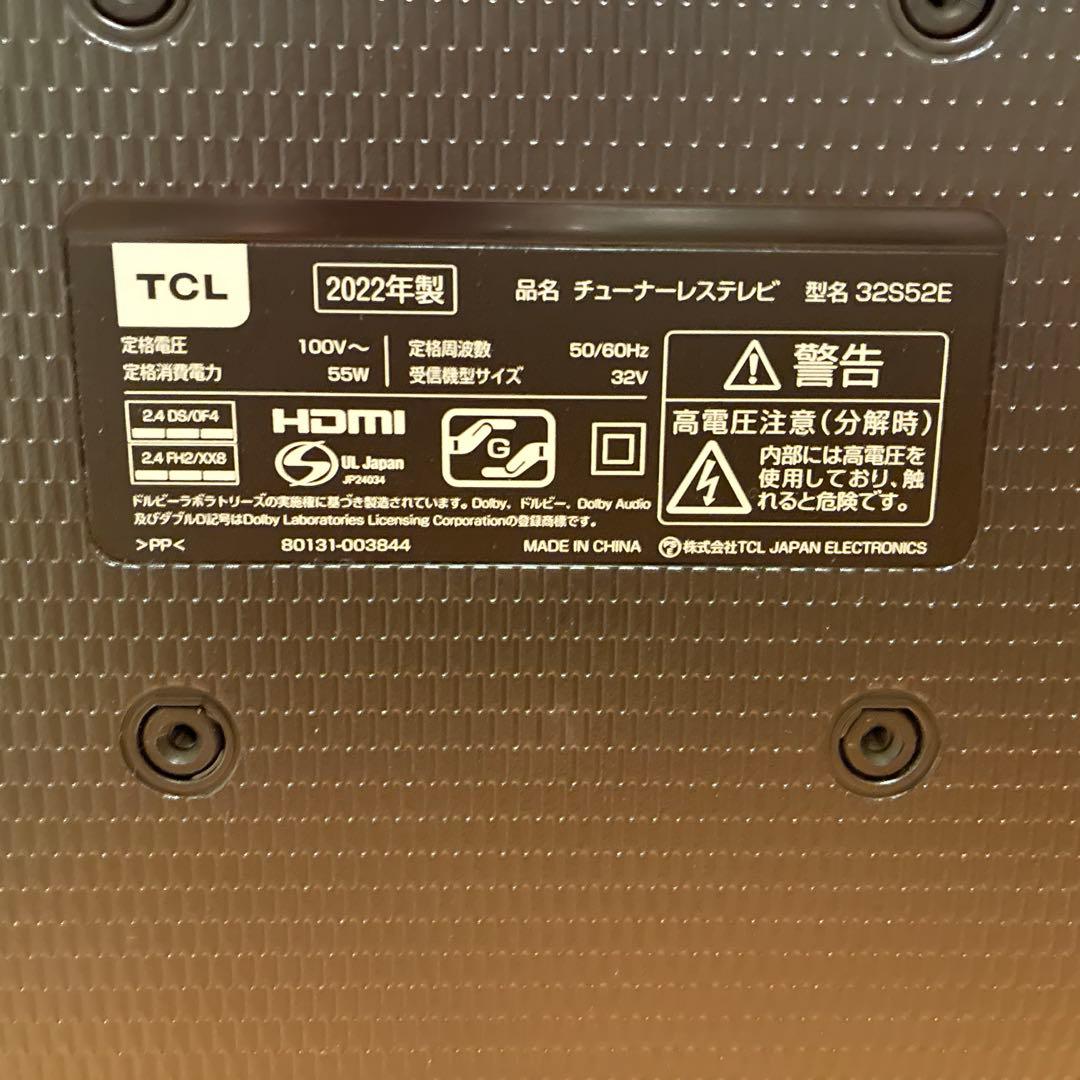 TCL
2022年製
品名 チューナーレステレビ 型名 32S52E
定格電圧 100V～
定格消費電力 55W
定格周波数 50/60Hz
受信機型サイズ 32V
2.4 DS/OF4
2.4 FH2/XX8
HDMI
S
UL Japan
JP24034
G
警告
高電圧注意(分解時)
内部には高電圧を
使用しており、触
れると危険です。
ドルビーラボラトリーズの実施権に基づき製造されています。Dolby、ドルビー、Dolby Audio
及びダブルD記号はDolby Laboratories Licensing Corporationの登録商標です。
>PP< 80131-003844 MADE IN CHINA 株式会社TCL JAPAN ELECTRONICS